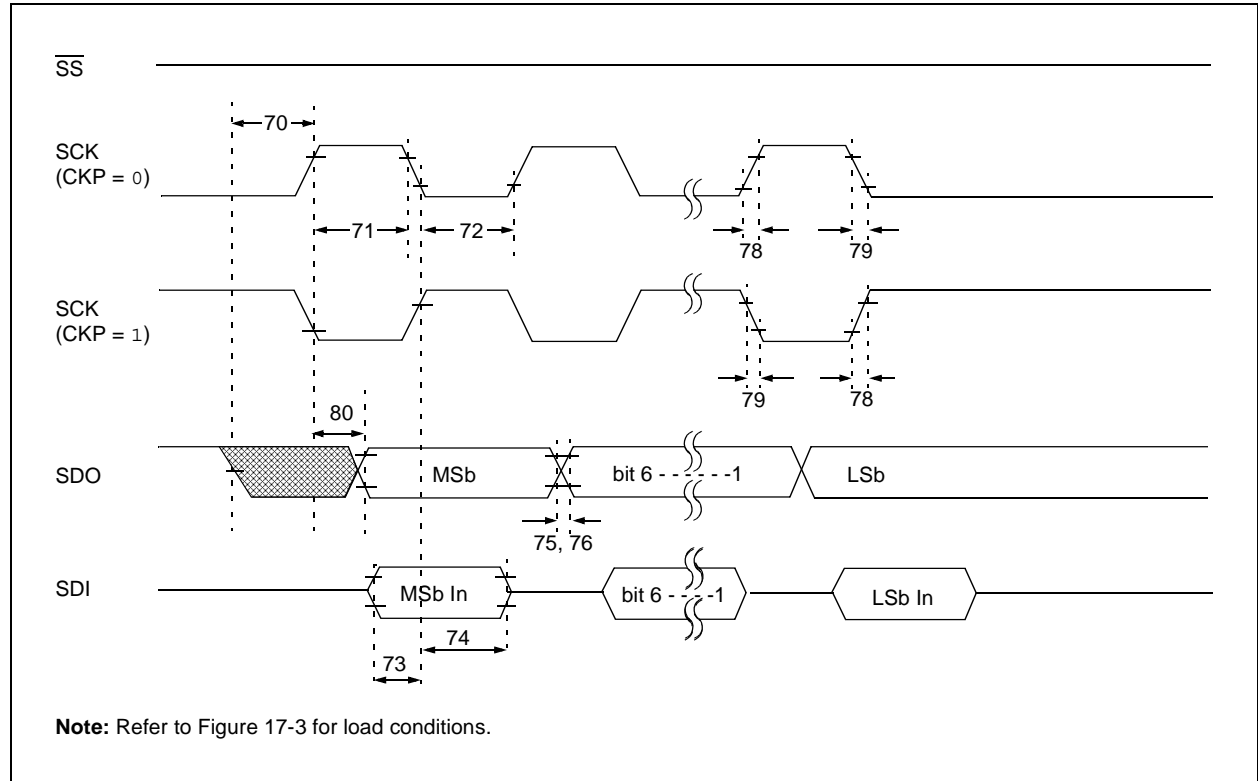 SS
70
SCK
(CKP = 0)
71
72
78
79
SCK
(CKP = 1)
79
78
80
SDO
MSb
bit 6 - - - - - -1
LSb
75, 76
SDI
MSb In
bit 6 - - - - -1
LSb In
74
73
Note: Refer to Figure 17-3 for load conditions.